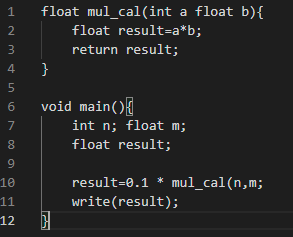 1 float mul_cal(int a float b){
2 float result=a*b;
3 return result;
4 }
5
6 void main(){
7 int n; float m;
8 float result;
9
10 result=0.1 * mul_cal(n,m;
11 write(result);
12 }